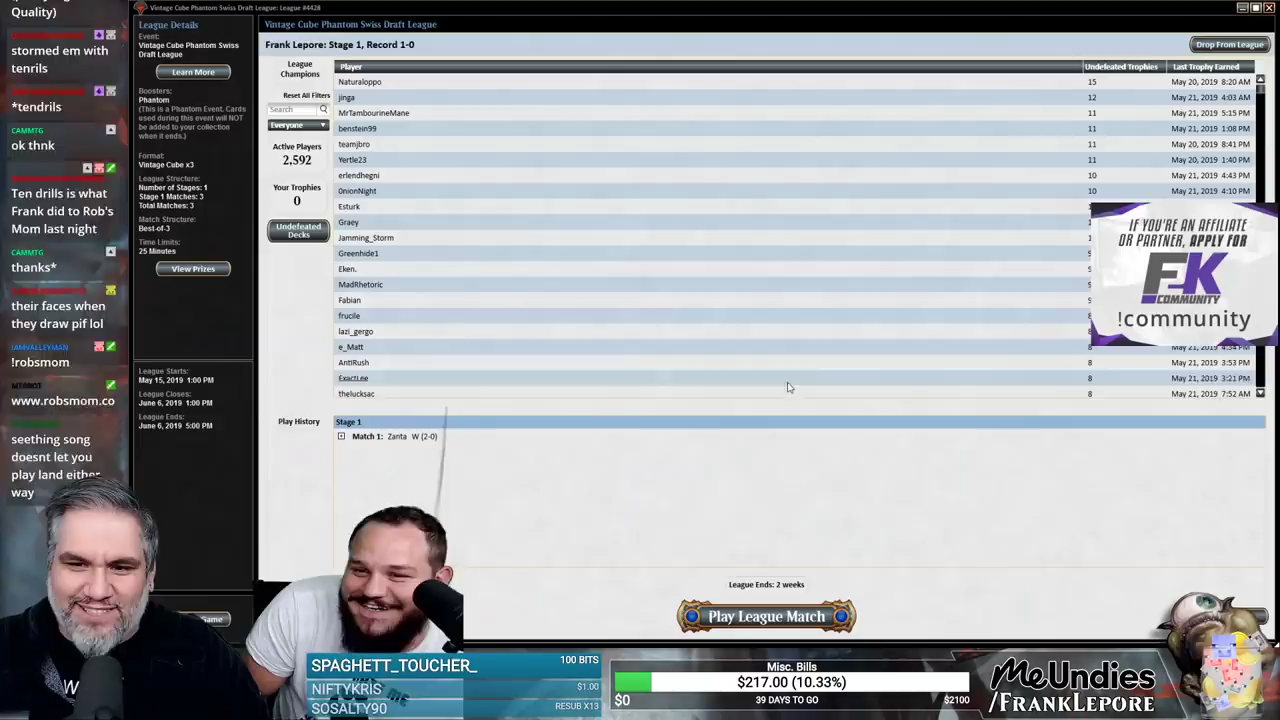 Quality)
stormed em with
tenrils
*tendrils
CAMMTG
ok thnk
Ten drills is what
Frank did to Rob's
Mom last night
CAMMTG
thanks*
their faces when
they draw pif lol
IAMVALLEYMAN
!robsmom
www.robsmom.co
seething song
doesnt let you
play land either
way
Vintage Cube Phantom Swiss Draft League: League #4428
League Details
Event:
Vintage Cube Phantom Swiss
Draft League
Learn More
Boosters:
Phantom
(This is a Phantom Event. Cards
used during this event will NOT
be added to your collection
when it ends.)
Format:
Vintage Cube x3
League Structure:
Number of Stages: 1
Stage 1 Matches: 3
Total Matches: 3
Match Structure:
Best-of-3
Time Limits:
25 Minutes
View Prizes
League Starts:
May 15, 2019 1:00 PM
League Closes:
June 6, 2019 1:00 PM
League Ends:
June 6, 2019 5:00 PM
Game
Vintage Cube Phantom Swiss Draft League
Frank Lepore: Stage 1, Record 1-0
Drop From League
League
Champions
Reset All Filters
Search
Everyone
Active Players
2,592
Your Trophies
0
Undefeated
Decks
Player Undefeated Trophies Last Trophy Earned
Naturaloppo 15 May 20, 2019 8:20 AM
jinga 12 May 21, 2019 4:03 AM
MrTambourineMane 11 May 21, 2019 5:15 PM
benstein99 11 May 21, 2019 1:08 PM
teamjbro 11 May 20, 2019 8:41 PM
Yertle23 11 May 20, 2019 1:40 PM
erlendhegni 10 May 21, 2019 4:43 PM
0nionNight 10 May 21, 2019 4:10 PM
Esturk
Graey
Jamming_Storm
Greenhide1
Eken.
MadRhetoric
Fabian
frucile
lazi_gergo
e_Matt 8 May 21, 2019 4:34 PM
AntiRush 8 May 21, 2019 3:53 PM
ExactLee 8 May 21, 2019 3:21 PM
thelucksac 8 May 21, 2019 7:52 AM
IF YOU'RE AN AFFILIATE
OR PARTNER, APPLY FOR
FK
COMMUNITY
!community
Play History
Stage 1
Match 1: Zanta W (2-0)
League Ends: 2 weeks
Play League Match
SPAGHETT_TOUCHER_ 100 BITS
NIFTYKRIS $1.00
SOSALTY90 RESUB X13
Misc. Bills
$217.00 (10.33%)
$0 39 DAYS TO GO $2100
MeUndies
/FRANKLEPORE